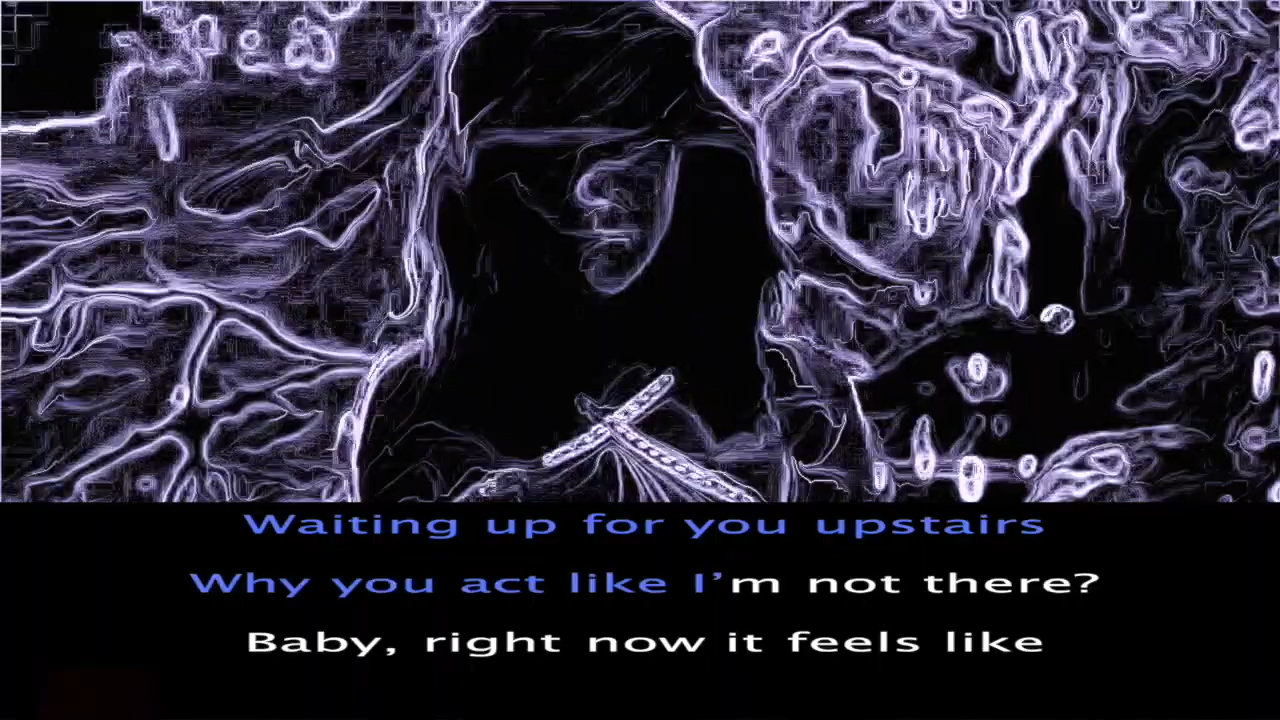 Waiting up for you upstairs
Why you act like I’m not there?
Baby, right now it feels like